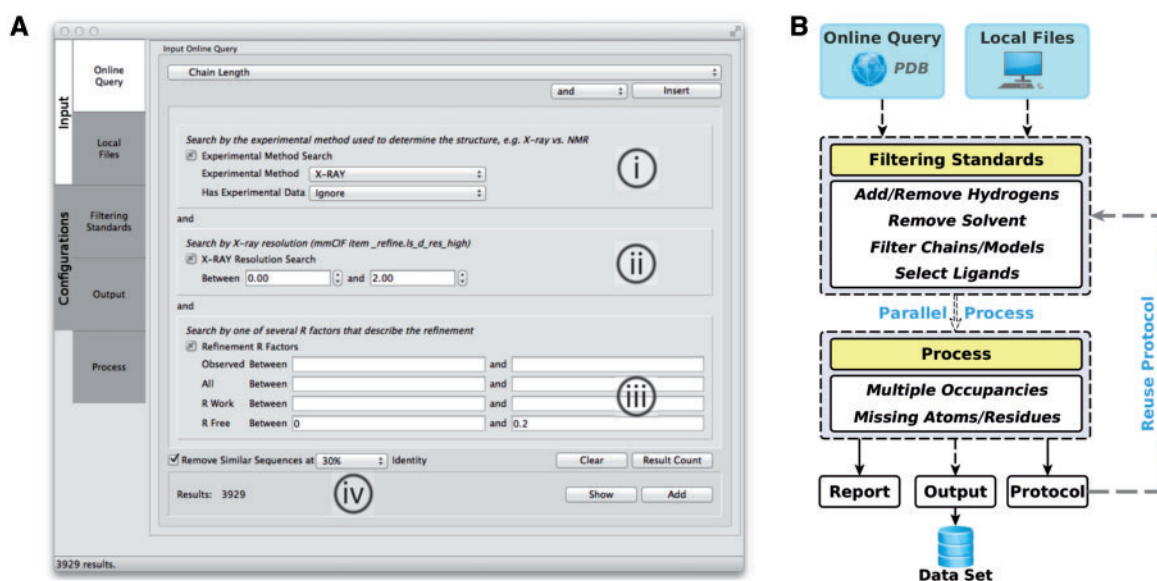 A
Input Online Query
Input
Configurations
Online
Query
Local
Files
Filtering
Standards
Output
Process
Chain Length
and
Insert
Search by the experimental method used to determine the structure, e.g. X-ray vs. NMR
Experimental Method Search
Experimental Method X-RAY
Has Experimental Data Ignore
i
and
Search by X-ray resolution (mmCIF item _refine.ls_d_res_high)
X-RAY Resolution Search
Between 0.00 and 2.00
ii
and
Search by one of several R factors that describe the refinement
Refinement R Factors
Observed Between and
All Between and
R Work Between and
R Free Between 0 and 0.2
iii
Remove Similar Sequences at 30% Identity Clear Result Count
Results: 3929 iv Show Add
3929 results.
B
Online Query
PDB
Local Files
Filtering Standards
Add/Remove Hydrogens
Remove Solvent
Filter Chains/Models
Select Ligands
Parallel Process
Process
Multiple Occupancies
Missing Atoms/Residues
Reuse Protocol
Report Output Protocol
Data Set